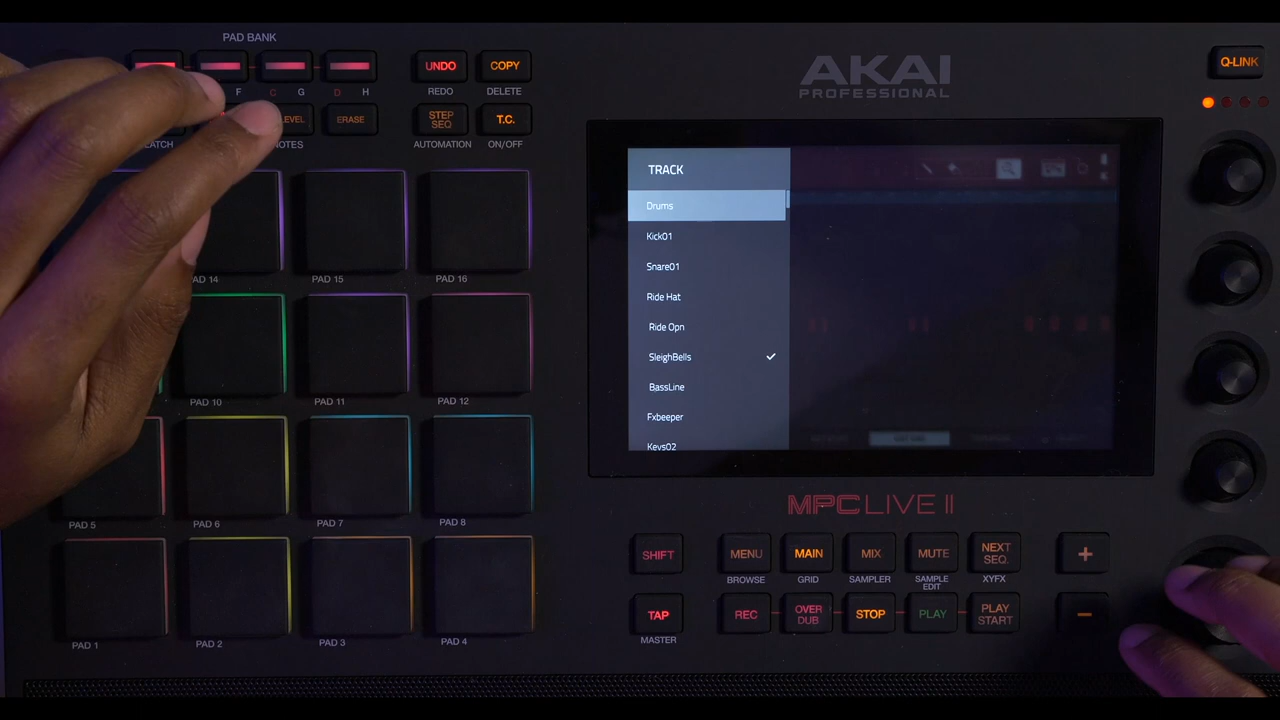 PAD BANK
F C G D H
UNDO COPY
REDO DELETE
LEVEL ERASE
STEP SEQ T.C.
AUTOMATION ON/OFF
AKAI
PROFESSIONAL
Q-LINK
TRACK
Drums
Kick01
Snare01
Ride Hat
Ride Opn
SleighBells
BassLine
Fxbeeper
Keys02
PAD 15 PAD 16
PAD 10 PAD 11 PAD 12
PAD 5 PAD 6 PAD 7 PAD 8
PAD 1 PAD 2 PAD 3 PAD 4
MPC LIVE II
SHIFT MENU MAIN MIX MUTE NEXT SEQ. +
BROWSE GRID SAMPLER SAMPLE EDIT XYFX
TAP REC OVER DUB STOP PLAY PLAY START −
MASTER